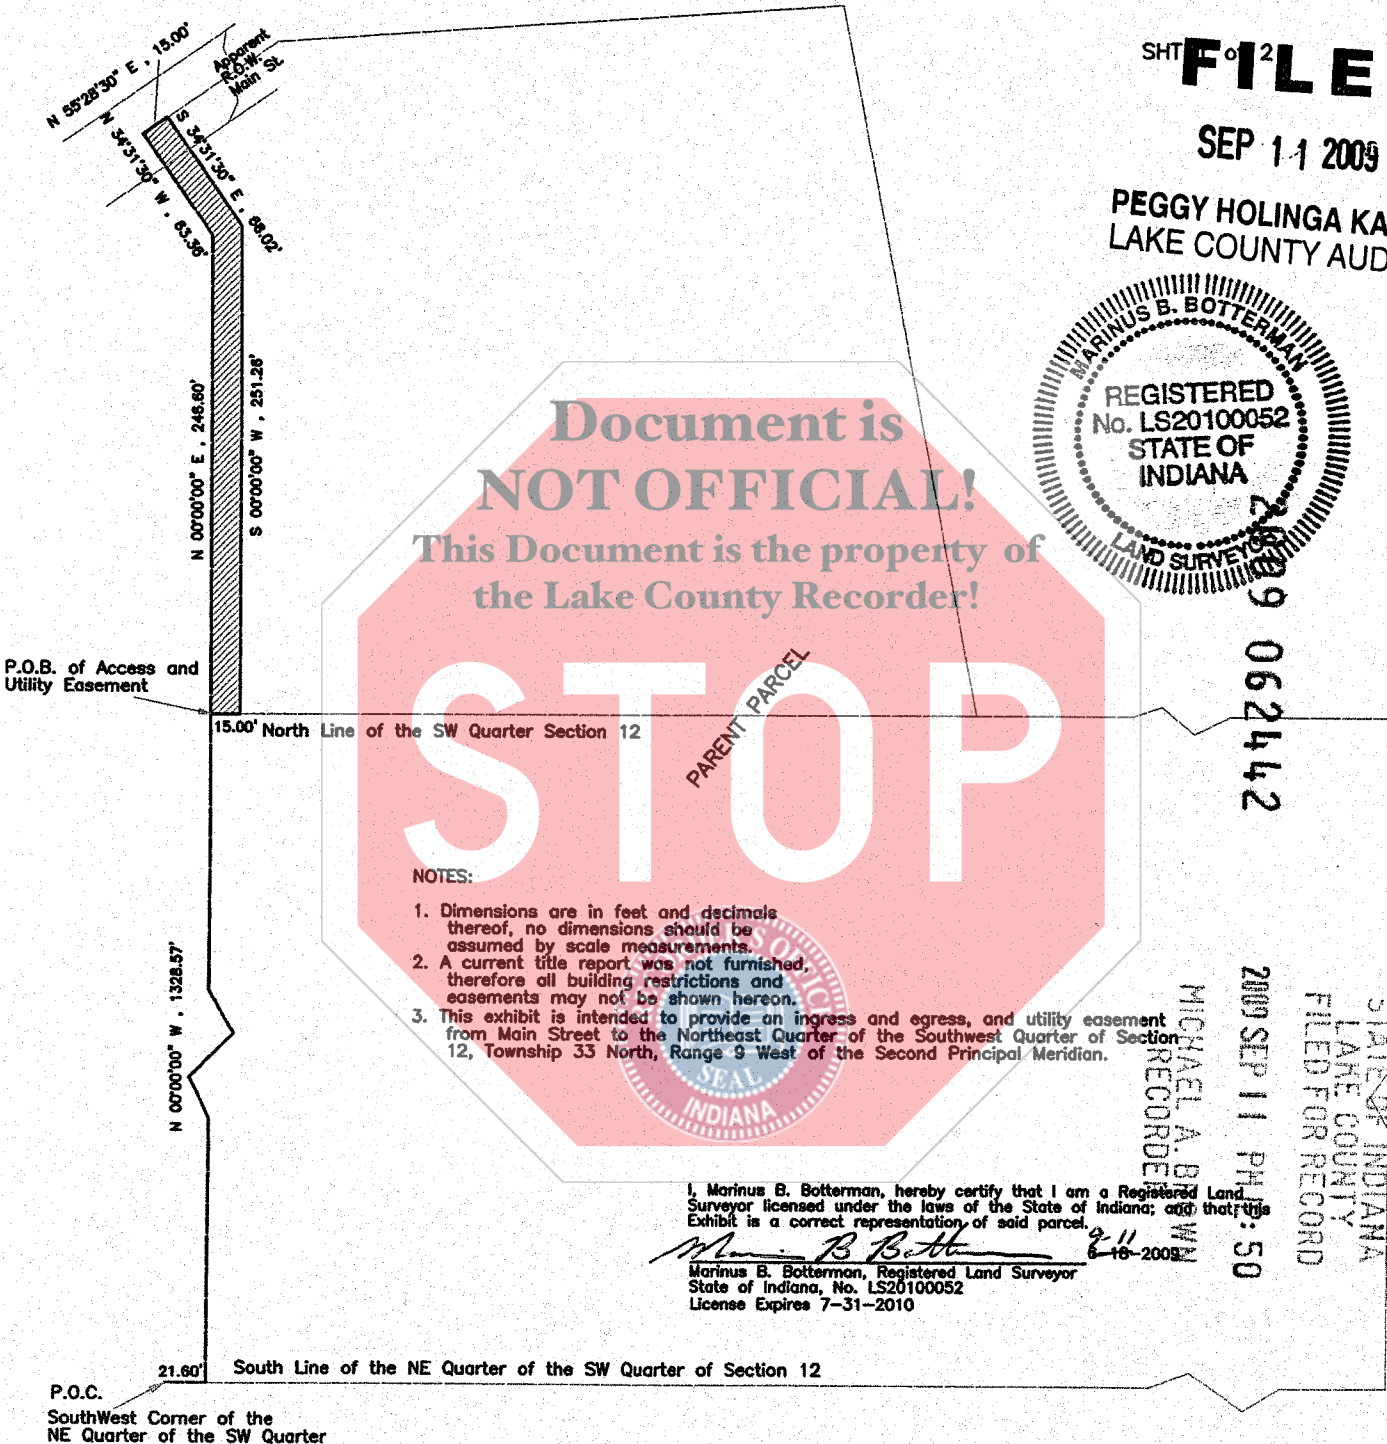 SHT 1 of 2
FILE
SEP 11 2009
PEGGY HOLINGA KA
LAKE COUNTY AUD
MARINUS B. BOTTERMAN
REGISTERED
No. LS20100052
STATE OF
INDIANA
LAND SURVEYOR
2009 062442
N 55°28'30" E , 15.00'
Apparent
R.O.W.
Main St.
N 34°31'30" W , 63.36'
S 34°31'30" E , 68.02'
N 00°00'00" E , 246.60'
S 00°00'00" W , 251.26'
Document is
NOT OFFICIAL!
This Document is the property of
the Lake County Recorder!
STOP
P.O.B. of Access and
Utility Easement
15.00' North Line of the SW Quarter Section 12
PARENT PARCEL
N 00°00'00" W , 1328.57'
NOTES:
1. Dimensions are in feet and decimals
thereof, no dimensions should be
assumed by scale measurements.
2. A current title report was not furnished,
therefore all building restrictions and
easements may not be shown hereon.
3. This exhibit is intended to provide an ingress and egress, and utility easement
from Main Street to the Northeast Quarter of the Southwest Quarter of Section
12, Township 33 North, Range 9 West of the Second Principal Meridian.
RECORDER'S OFFICE
SEAL
INDIANA
STATE OF INDIANA
LAKE COUNTY
FILED FOR RECORD
2009 SEP 11 PM :50
MICHAEL A. BROWN
RECORDER
I, Marinus B. Botterman, hereby certify that I am a Registered Land
Surveyor licensed under the laws of the State of Indiana; and that this
Exhibit is a correct representation of said parcel.
Marinus B Botterman 9-11
6-18-2009
Marinus B. Botterman, Registered Land Surveyor
State of Indiana, No. LS20100052
License Expires 7-31-2010
21.60' South Line of the NE Quarter of the SW Quarter of Section 12
P.O.C.
SouthWest Corner of the
NE Quarter of the SW Quarter